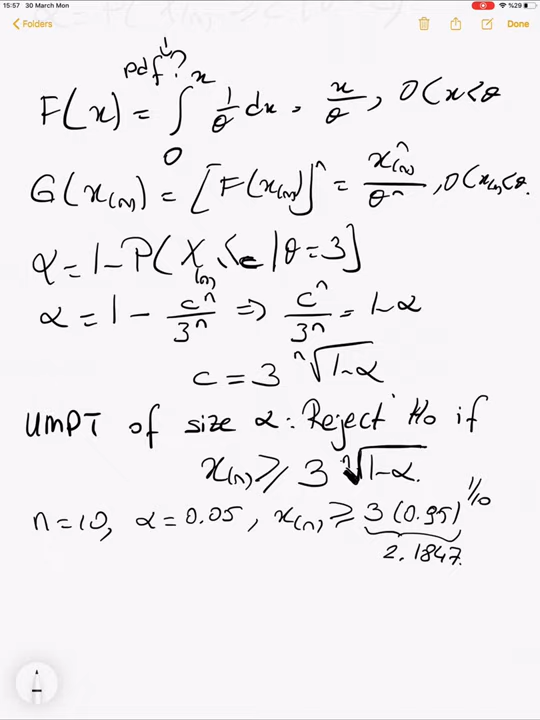 15:57 30 March Mon %29
Folders Done
pdf ?
F(x) = ∫₀ˣ 1/θ dx = x/θ, 0<x<θ
G(x₍ₙ₎) = [F(x₍ₙ₎)]ⁿ = x₍ₙ₎ⁿ/θⁿ, 0<x₍ₙ₎<θ.
α = 1 - P(X₍ₙ₎ ≤ c | θ = 3]
α = 1 - cⁿ/3ⁿ ⇒ cⁿ/3ⁿ = 1-α
c = 3 ⁿ√1-α
UMPT of size α: Reject H₀ if
x₍ₙ₎ ≥ 3 ⁿ√1-α.
n=10, α=0.05, x₍ₙ₎ ≥ 3(0.95)^1/10
2.1847.